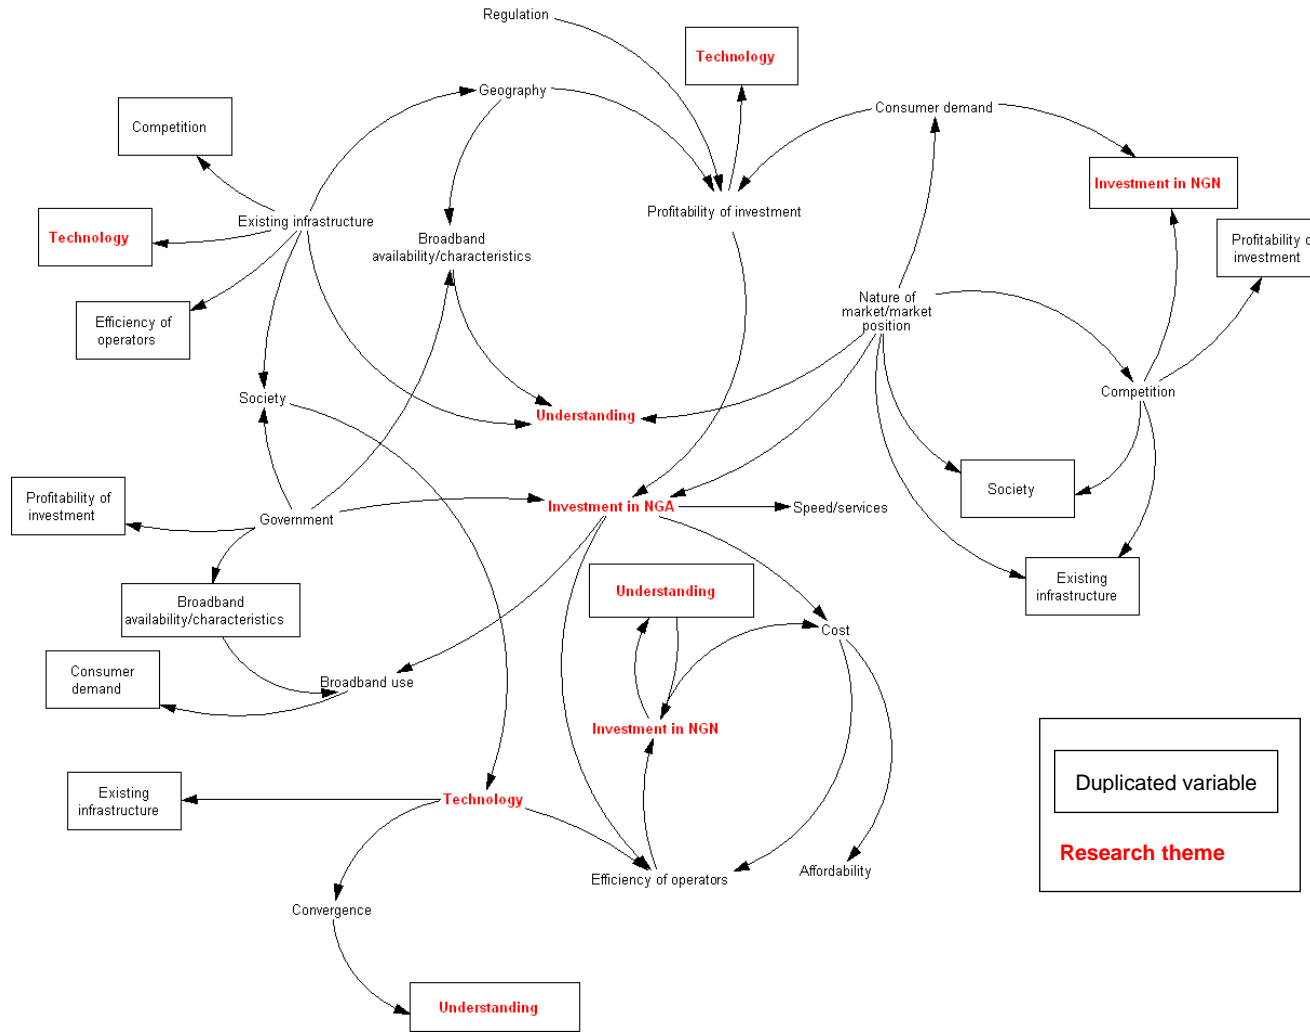 Regulation
Technology
Geography
Consumer demand
Competition
Investment in NGN
Profitability of investment
Existing infrastructure
Technology
Broadband
availability/characteristics
Profitability of
investment
Nature of
market/market
position
Efficiency of
operators
Society
Competition
Understanding
Society
Profitability of
investment
Government
Investment in NGA
Speed/services
Existing
infrastructure
Understanding
Broadband
availability/characteristics
Cost
Consumer
demand
Broadband use
Investment in NGN
Duplicated variable
Existing
infrastructure
Technology
Research theme
Efficiency of operators
Affordability
Convergence
Understanding